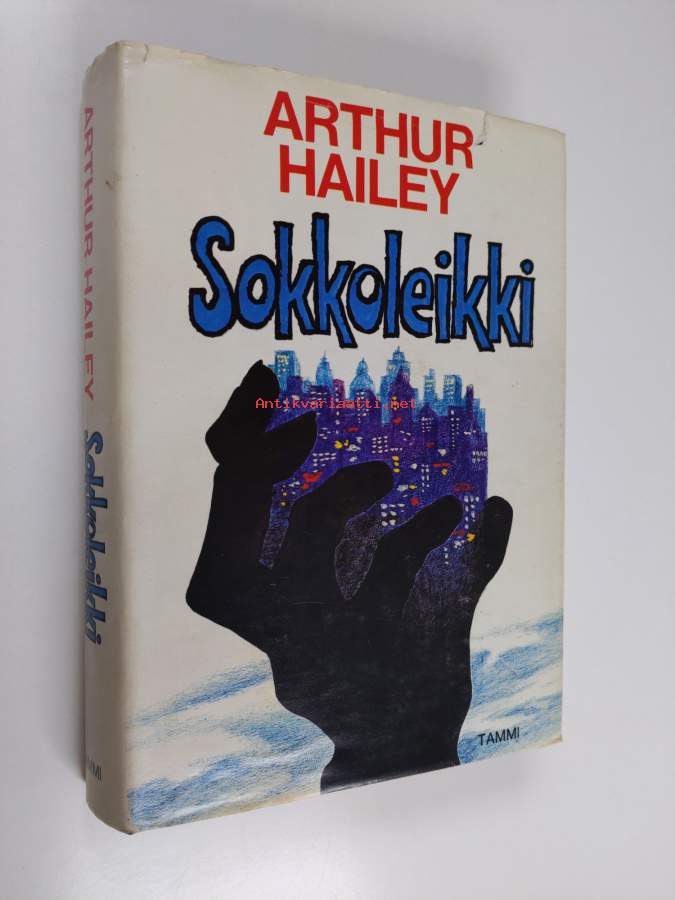 ARTHUR
HAILEY
Sokkoleikki
Antikvariaatti.net
TAMMI
ARTHUR HAILEY Sokkoleikki
TAMMI